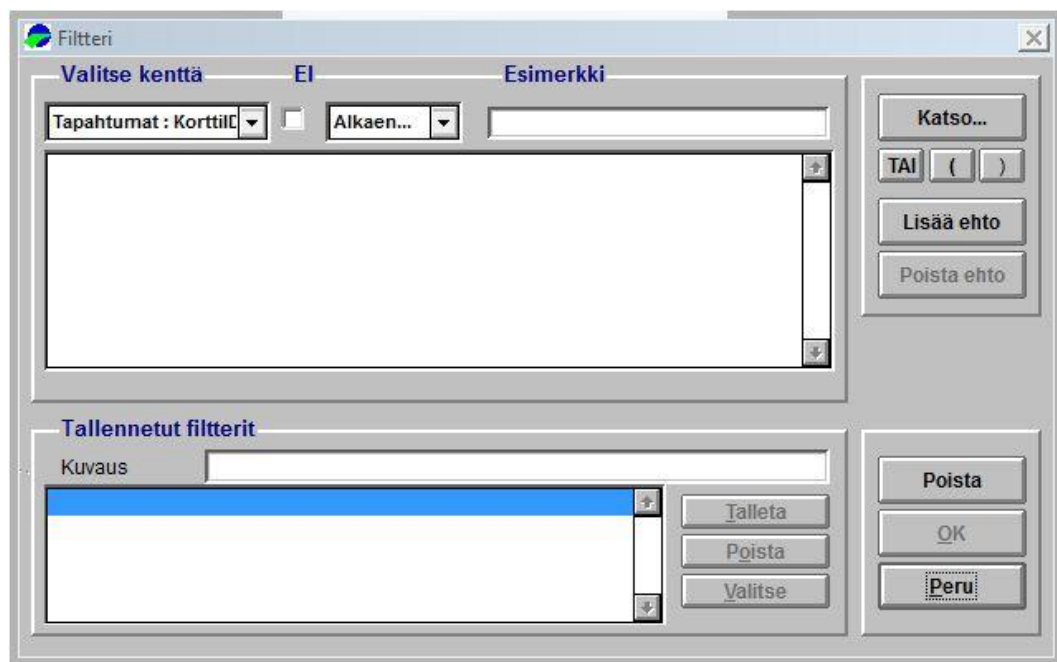 Filtteri
Valitse kenttä EI Esimerkki
Tapahtumat : KorttiID Alkaen...
Katso...
TAI ( )
Lisää ehto
Poista ehto
Tallennetut filtterit
Kuvaus
Talleta
Poista
Valitse
Poista
OK
Peru